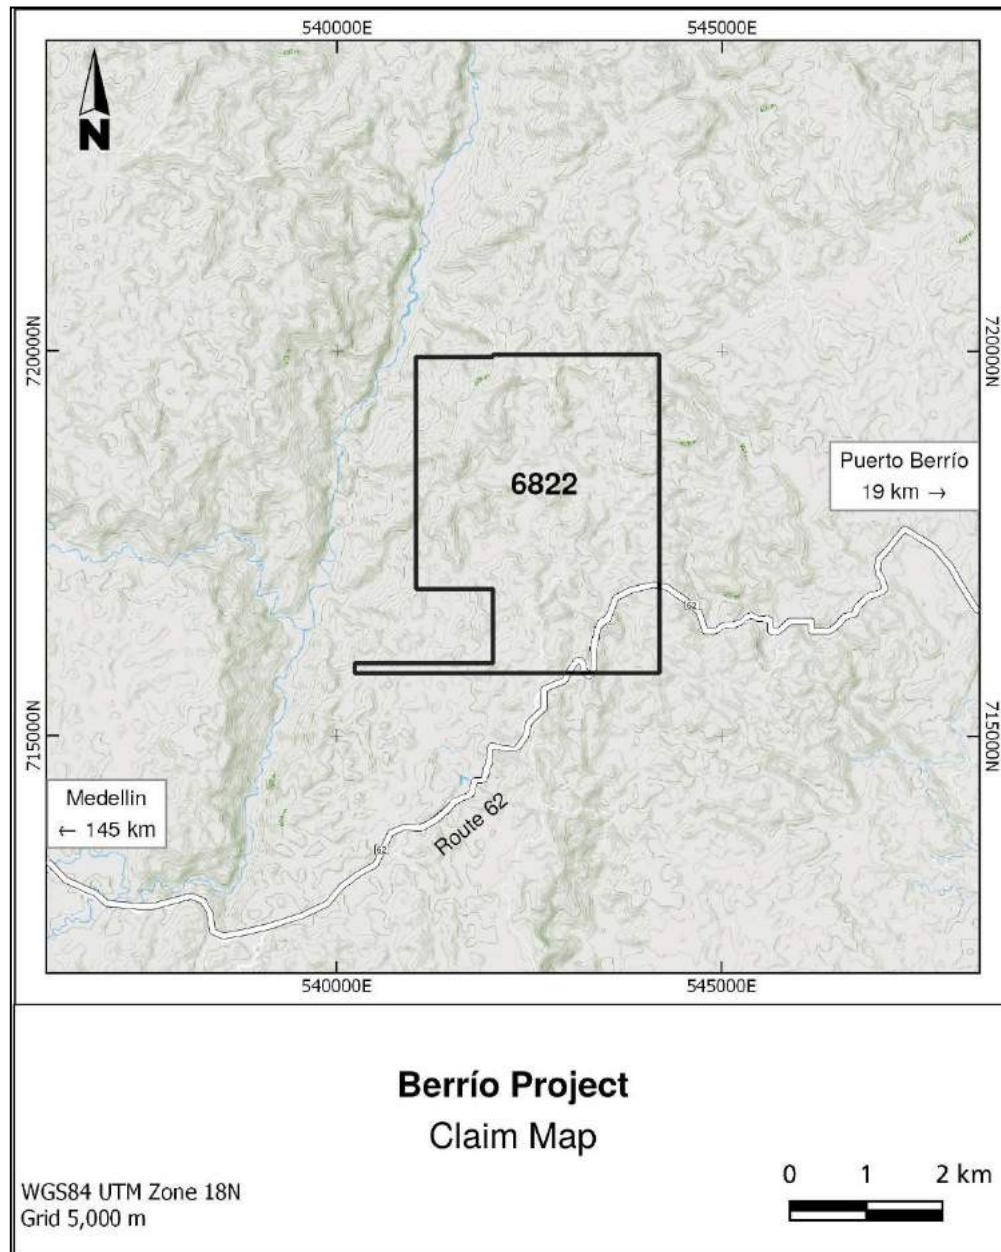 540000E
545000E
N
720000N
720000N
6822
Puerto Berrío
19 km →
62
715000N
715000N
Medellin
← 145 km
Route 62
62
540000E
545000E
Berrío Project
Claim Map
WGS84 UTM Zone 18N
Grid 5,000 m
0 1 2 km